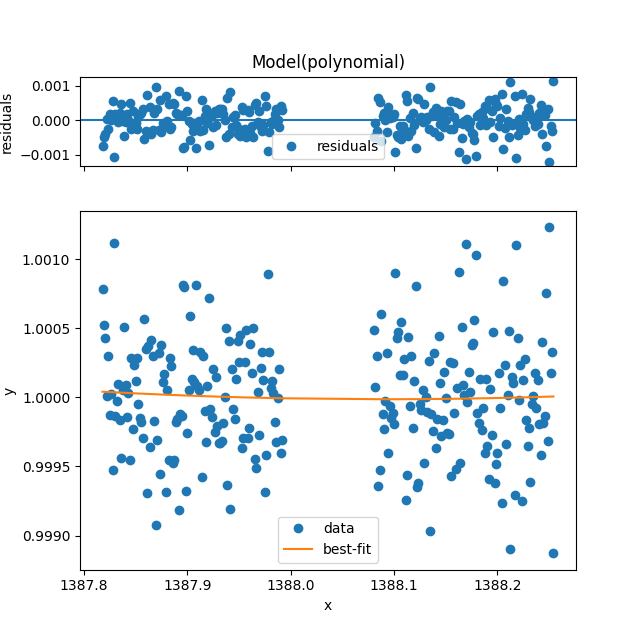 Model(polynomial)
0.001
0.000
−0.001
residuals
residuals
1.0010
1.0005
1.0000
0.9995
0.9990
y
data
best-fit
1387.8 1387.9 1388.0 1388.1 1388.2
x